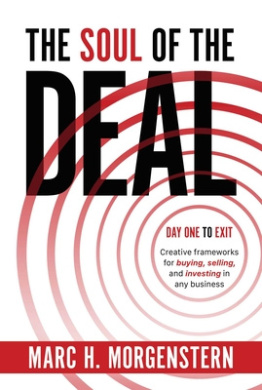 THE SOUL OF THE
DEAL
DAY ONE TO EXIT
Creative frameworks
for buying, selling,
and investing in
any business
MARC H. MORGENSTERN